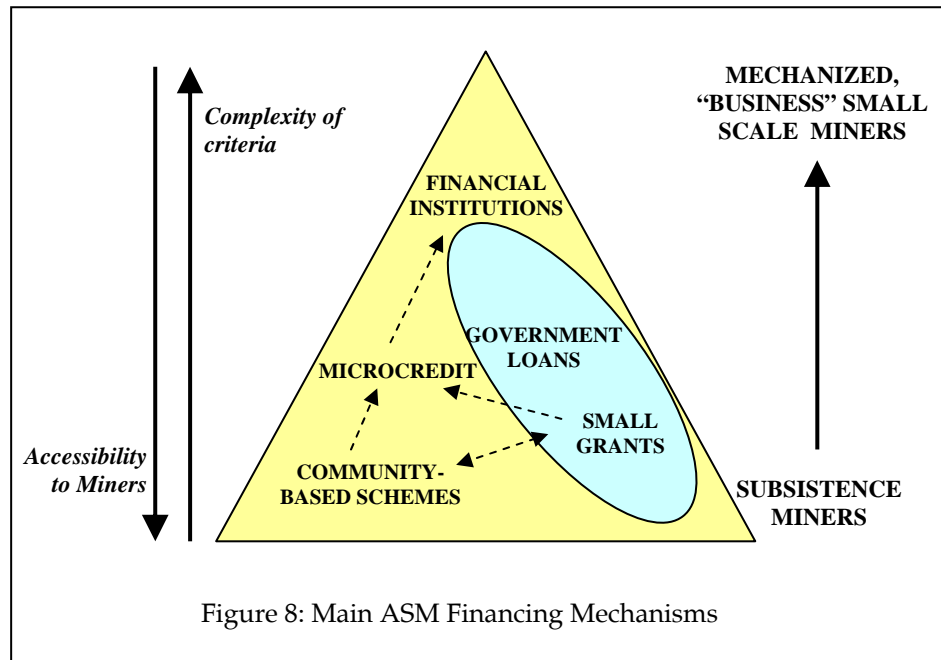 Complexity of
criteria
MECHANIZED,
“BUSINESS” SMALL
SCALE  MINERS
FINANCIAL
INSTITUTIONS
GOVERNMENT
LOANS
MICROCREDIT
SMALL
GRANTS
COMMUNITY-
BASED SCHEMES
Accessibility
to Miners
SUBSISTENCE
MINERS
Figure 8: Main ASM Financing Mechanisms